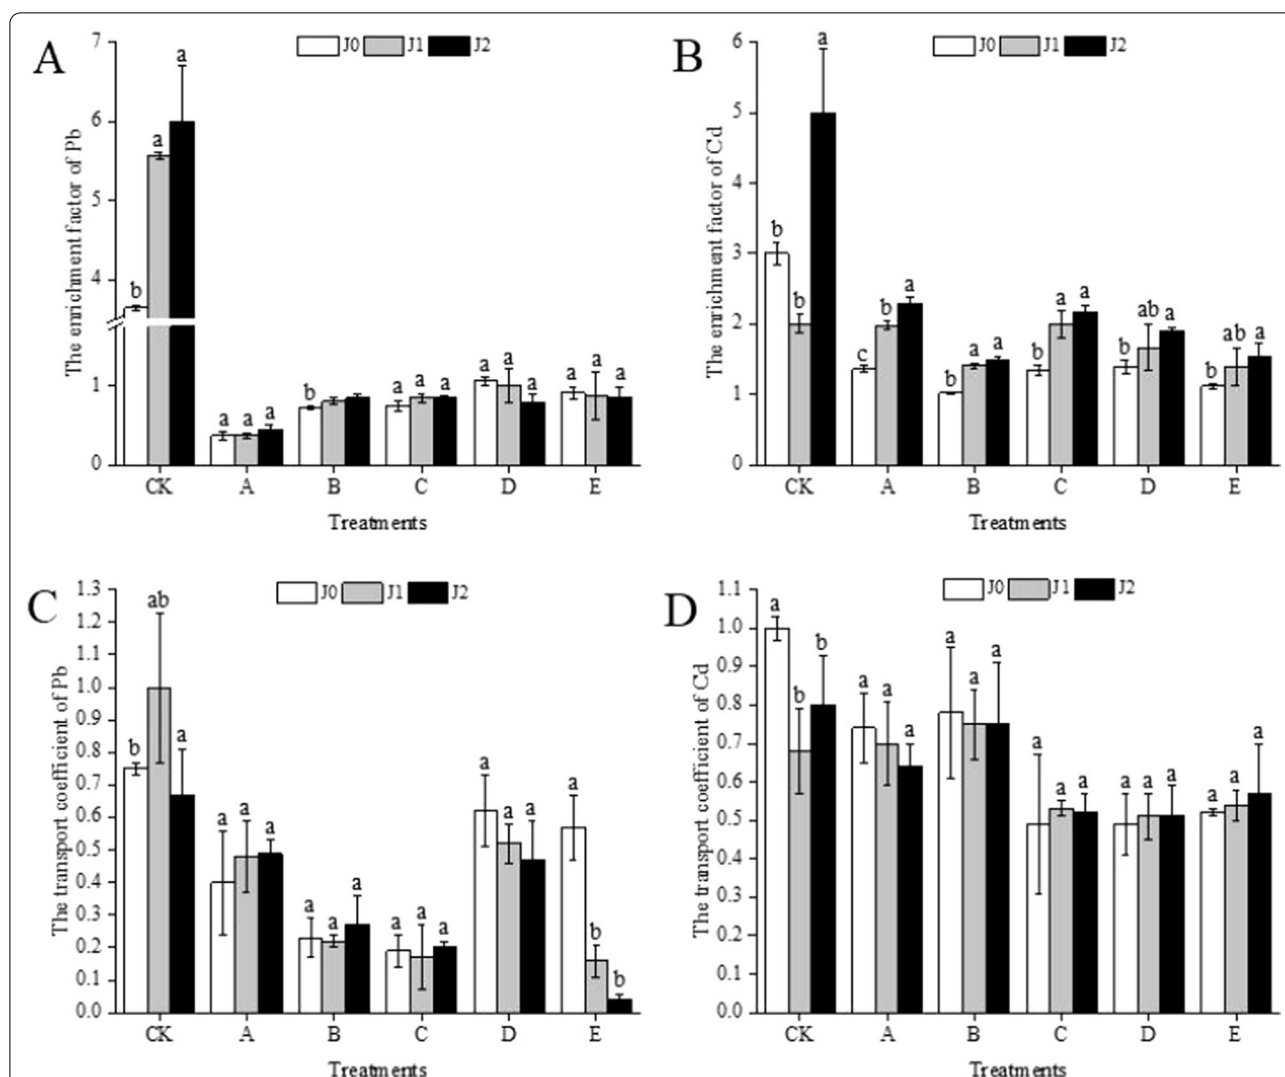 A
J0 J1 J2
The enrichment factor of Pb
7
6
5
4
1
0
b a a
a a a
b
a a a
a a a
a a a
CK A B C D E
Treatments
B
J0 J1 J2
The enrichment factor of Cd
6
5
4
3
2
1
0
b b a
c b a
b a a
b a a
b ab a
b ab a
CK A B C D E
Treatments
C
J0 J1 J2
The transport coefficient of Pb
1.3
1.2
1.1
1.0
0.9
0.8
0.7
0.6
0.5
0.4
0.3
0.2
0.1
0.0
b ab a
a a a
a a a
a a a
a a a
a b b
CK A B C D E
Treatments
D
J0 J1 J2
The transport coefficient of Cd
1.1
1.0
0.9
0.8
0.7
0.6
0.5
0.4
0.3
0.2
0.1
0.0
a b b
a a a
a a a
a a a
a a a
a a a
CK A B C D E
Treatments